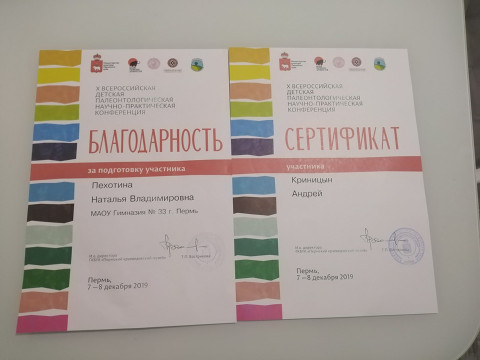 X ВСЕРОССИЙСКАЯ
ДЕТСКАЯ
ПАЛЕОНТОЛОГИЧЕСКАЯ
НАУЧНО-ПРАКТИЧЕСКАЯ
КОНФЕРЕНЦИЯ
БЛАГОДАРНОСТЬ
за подготовку участника
Пехотина
Наталья Владимировна
МАОУ Гимназия № 33 г. Пермь
Пермь,
7—8 декабря 2019
X ВСЕРОССИЙСКАЯ
ДЕТСКАЯ
ПАЛЕОНТОЛОГИЧЕСКАЯ
НАУЧНО-ПРАКТИЧЕСКАЯ
КОНФЕРЕНЦИЯ
СЕРТИФИКАТ
участника
Криницын
Андрей
Пермь,
7—8 декабря 2019